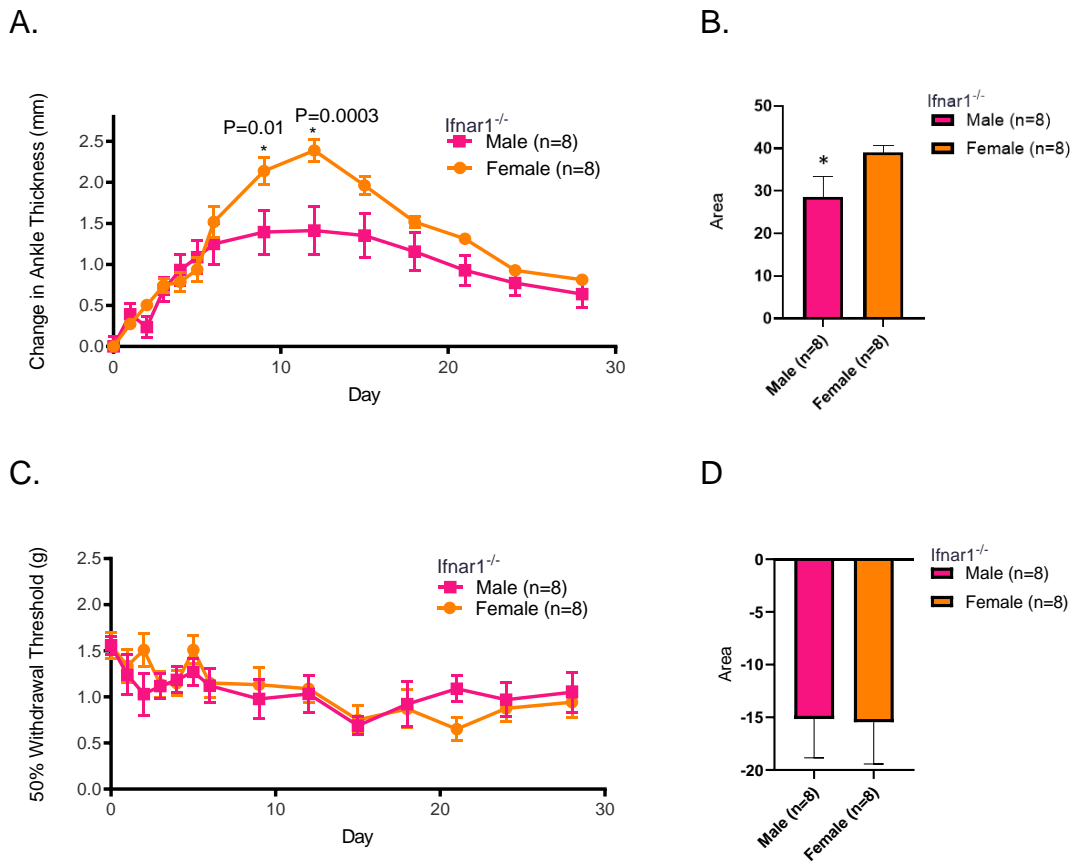 A.
Change in Ankle Thickness (mm)
2.5
2.0
1.5
1.0
0.5
0.0
0
10
20
30
Day
P=0.01
*
P=0.0003
*
Ifnar1-/-
Male (n=8)
Female (n=8)
B.
Area
50
40
30
20
10
0
*
Male (n=8)
Female (n=8)
Ifnar1-/-
Male (n=8)
Female (n=8)
C.
50% Withdrawal Threshold (g)
2.5
2.0
1.5
1.0
0.5
0.0
0
10
20
30
Day
Ifnar1-/-
Male (n=8)
Female (n=8)
D
Area
0
-5
-10
-15
-20
Male (n=8)
Female (n=8)
Ifnar1-/-
Male (n=8)
Female (n=8)